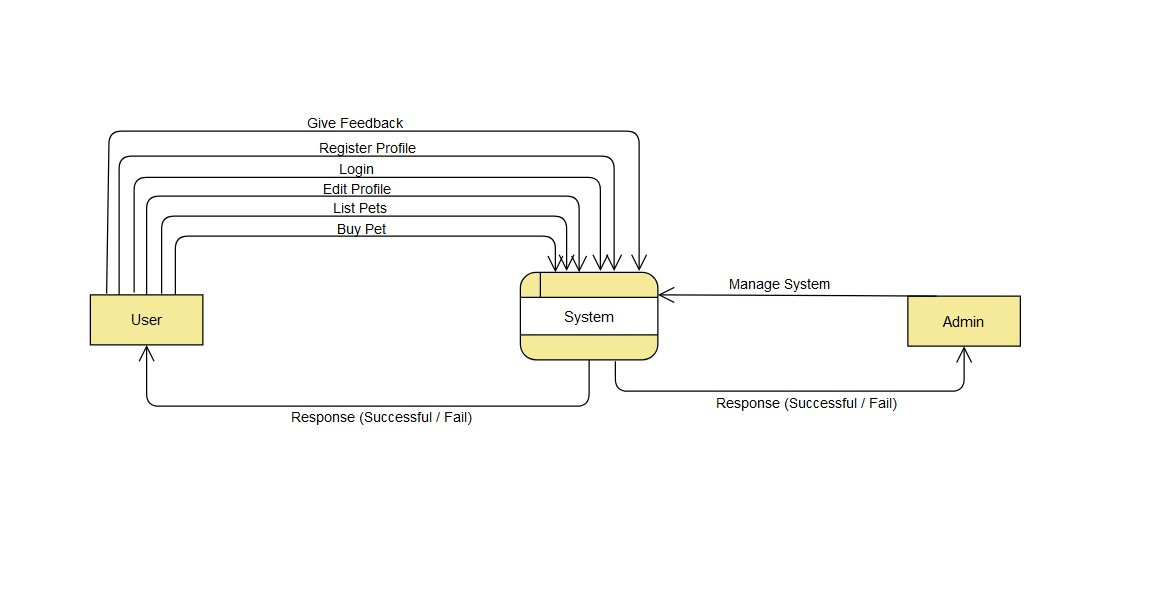 Give Feedback
Register Profile
Login
Edit Profile
List Pets
Buy Pet
User
System
Manage System
Admin
Response (Successful / Fail)
Response (Successful / Fail)